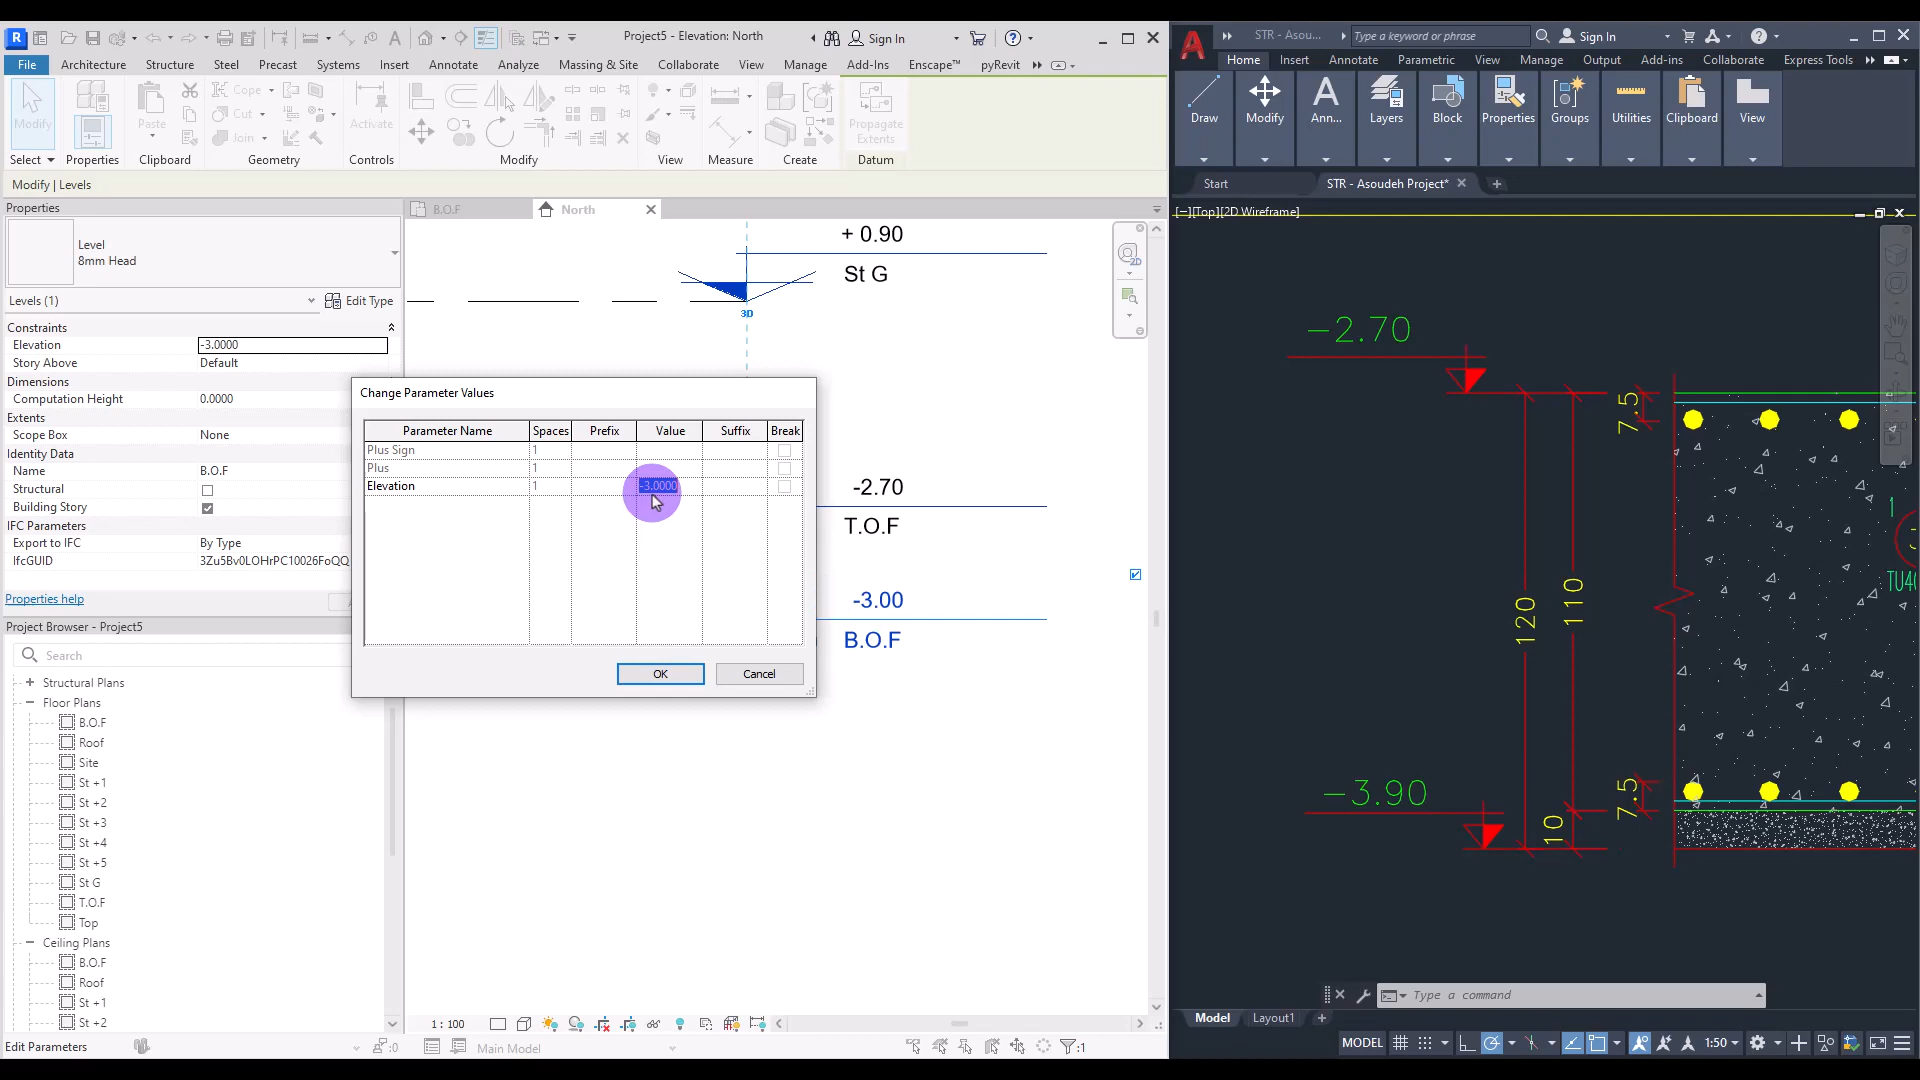 Project5 - Elevation: North
Sign In
File
Architecture
Structure
Steel
Precast
Systems
Insert
Annotate
Analyze
Massing & Site
Collaborate
View
Manage
Add-Ins
Enscape™
pyRevit
Modify
Paste
Cope
Cut
Join
Activate
Propagate
Extents
Select
Properties
Clipboard
Geometry
Controls
Modify
View
Measure
Create
Datum
Modify | Levels
Properties
Level
8mm Head
Levels (1)
Edit Type
Constraints
Elevation
-3.0000
Story Above
Default
Dimensions
Computation Height
0.0000
Extents
Scope Box
None
Identity Data
Name
B.O.F
Structural
Building Story
IFC Parameters
Export to IFC
By Type
IfcGUID
3Zu5Bv0LOHrPC10026FoQQ
Properties help
Project Browser - Project5
Search
Structural Plans
Floor Plans
B.O.F
Roof
Site
St +1
St +2
St +3
St +4
St +5
St G
T.O.F
Top
Ceiling Plans
B.O.F
Roof
St +1
St +2
Edit Parameters
B.O.F
North
+ 0.90
St G
3D
2D
-2.70
T.O.F
-3.00
B.O.F
Change Parameter Values
Parameter Name
Spaces
Prefix
Value
Suffix
Break
Plus Sign
1
Plus
1
Elevation
1
-3.0000
OK
Cancel
1 : 100
:0
Main Model
:1
STR - Asou...
Type a keyword or phrase
Sign In
Home
Insert
Annotate
Parametric
View
Manage
Output
Add-ins
Collaborate
Express Tools
Draw
Modify
Ann...
Layers
Block
Properties
Groups
Utilities
Clipboard
View
Start
STR - Asoudeh Project*
[−][Top][2D Wireframe]
-2.70
7.5
120
110
1
-3.90
10
7.5
Type a command
Model
Layout1
MODEL
1:50